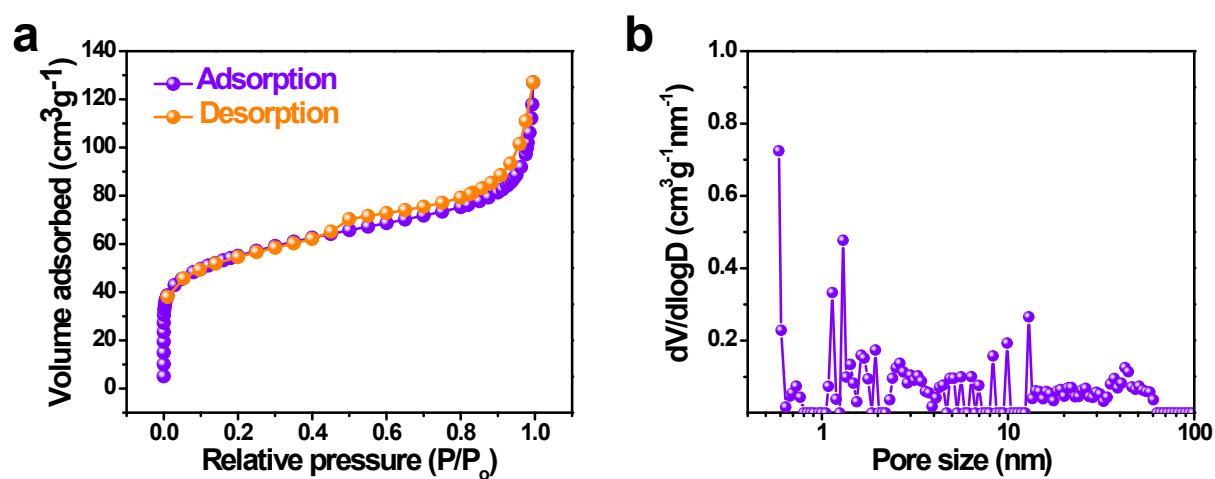 a
Volume adsorbed (cm³g-1)
140
120
100
80
60
40
20
0
Adsorption
Desorption
0.0 0.2 0.4 0.6 0.8 1.0
Relative pressure (P/Pₒ)
b
dV/dlogD (cm³g-¹nm-¹)
1.0
0.8
0.6
0.4
0.2
1 10 100
Pore size (nm)